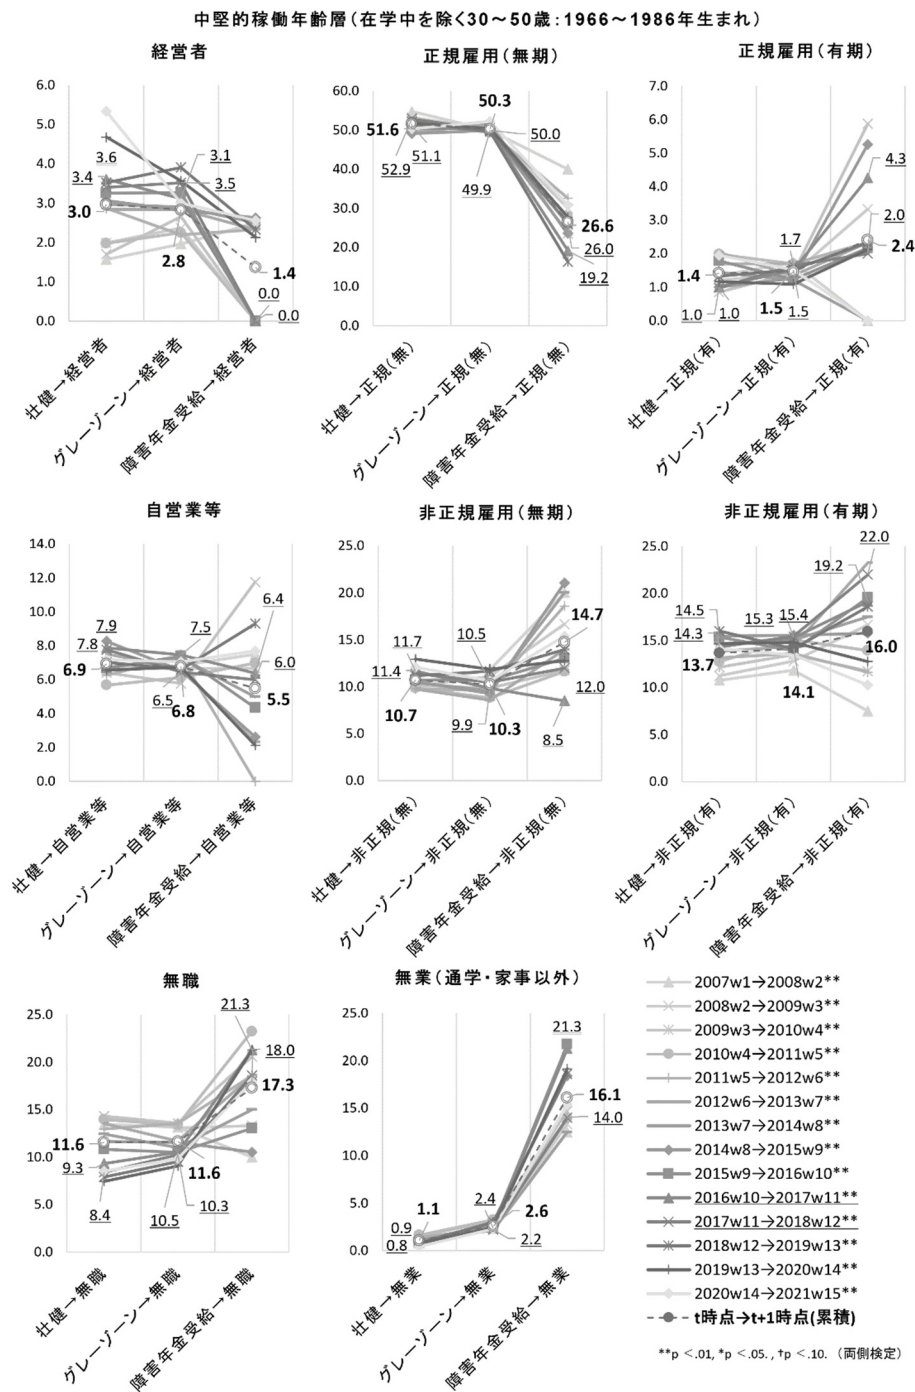 中堅的稼働年齢層（在学中を除く30～50歳：1966～1986年生まれ）
経営者
6.0
5.0
4.0
3.0
2.0
1.0
0.0
3.6
3.4
3.0
3.1
3.5
2.8
1.4
0.0
0.0
壮健→経営者
グレーゾーン→経営者
障害年金受給→経営者
正規雇用（無期）
60.0
50.0
40.0
30.0
20.0
10.0
0.0
51.6
52.9
51.1
50.3
50.0
49.9
26.6
26.0
19.2
壮健→正規(無)
グレーゾーン→正規(無)
障害年金受給→正規(無)
正規雇用（有期）
7.0
6.0
5.0
4.0
3.0
2.0
1.0
0.0
1.4
1.0
1.0
1.7
1.5
1.5
4.3
2.0
2.4
壮健→正規(有)
グレーゾーン→正規(有)
障害年金受給→正規(有)
自営業等
14.0
12.0
10.0
8.0
6.0
4.0
2.0
0.0
7.9
7.8
6.9
7.5
6.5
6.8
6.4
6.0
5.5
壮健→自営業等
グレーゾーン→自営業等
障害年金受給→自営業等
非正規雇用（無期）
25.0
20.0
15.0
10.0
5.0
0.0
11.7
11.4
10.7
10.5
9.9
10.3
14.7
12.0
8.5
壮健→非正規(無)
グレーゾーン→非正規(無)
障害年金受給→非正規(無)
非正規雇用（有期）
25.0
20.0
15.0
10.0
5.0
0.0
14.5
14.3
13.7
15.3
15.4
14.1
22.0
19.2
16.0
壮健→非正規(有)
グレーゾーン→非正規(有)
障害年金受給→非正規(有)
無職
25.0
20.0
15.0
10.0
5.0
0.0
11.6
9.3
8.4
11.6
10.5
10.3
21.3
18.0
17.3
壮健→無職
グレーゾーン→無職
障害年金受給→無職
無業（通学・家事以外）
25.0
20.0
15.0
10.0
5.0
0.0
1.1
0.9
0.8
2.4
2.6
2.2
21.3
16.1
14.0
壮健→無業
グレーゾーン→無業
障害年金受給→無業
2007w1→2008w2**
2008w2→2009w3**
2009w3→2010w4**
2010w4→2011w5**
2011w5→2012w6**
2012w6→2013w7**
2013w7→2014w8**
2014w8→2015w9**
2015w9→2016w10**
2016w10→2017w11**
2017w11→2018w12**
2018w12→2019w13**
2019w13→2020w14**
2020w14→2021w15**
t時点→t+1時点(累積)
**p <.01, *p <.05. , †p <.10. （両側検定）